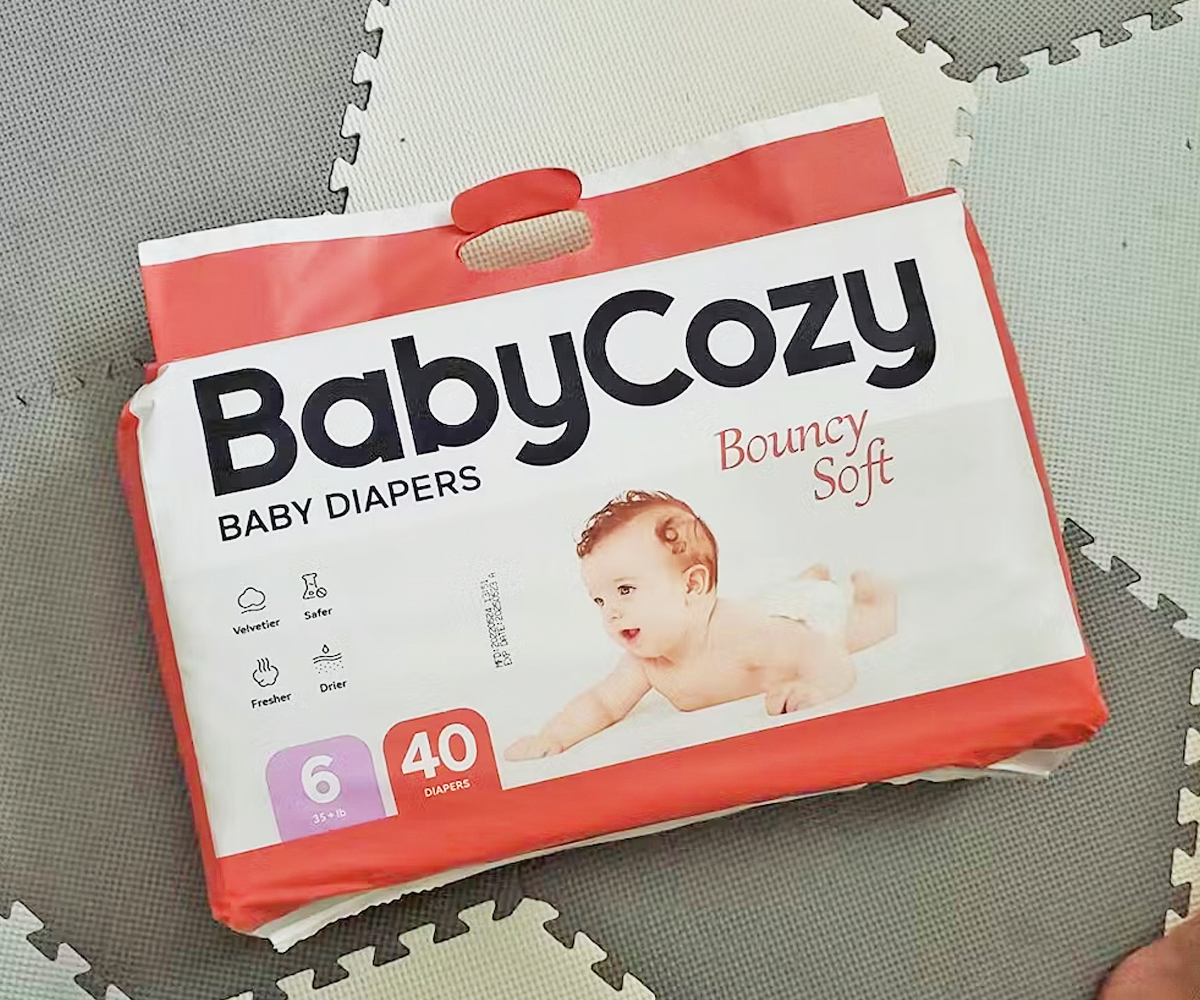 BabyCozy
BABY DIAPERS
Bouncy
Soft
Velvetier
Safer
Fresher
Drier
6
35+ lb
40
DIAPERS